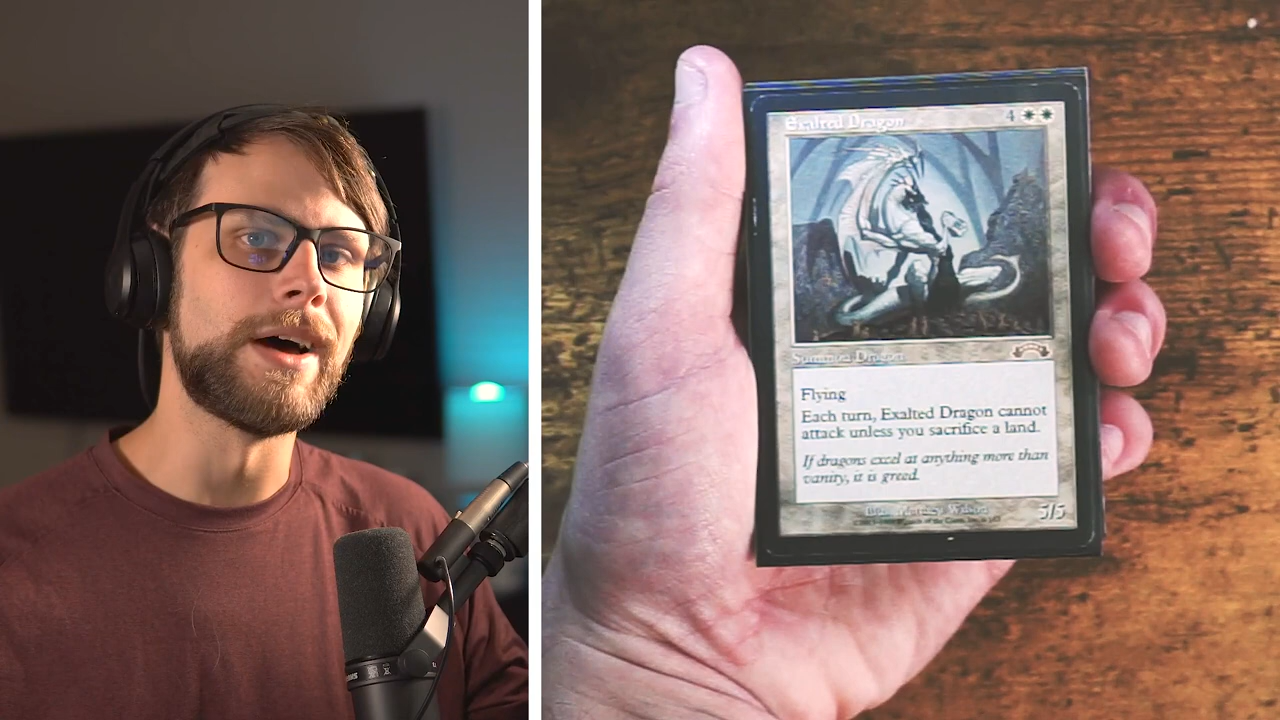 Exalted Dragon
4
Summon Dragon
Flying
Each turn, Exalted Dragon cannot
attack unless you sacrifice a land.
If dragons excel at anything more than
vanity, it is greed.
5/5